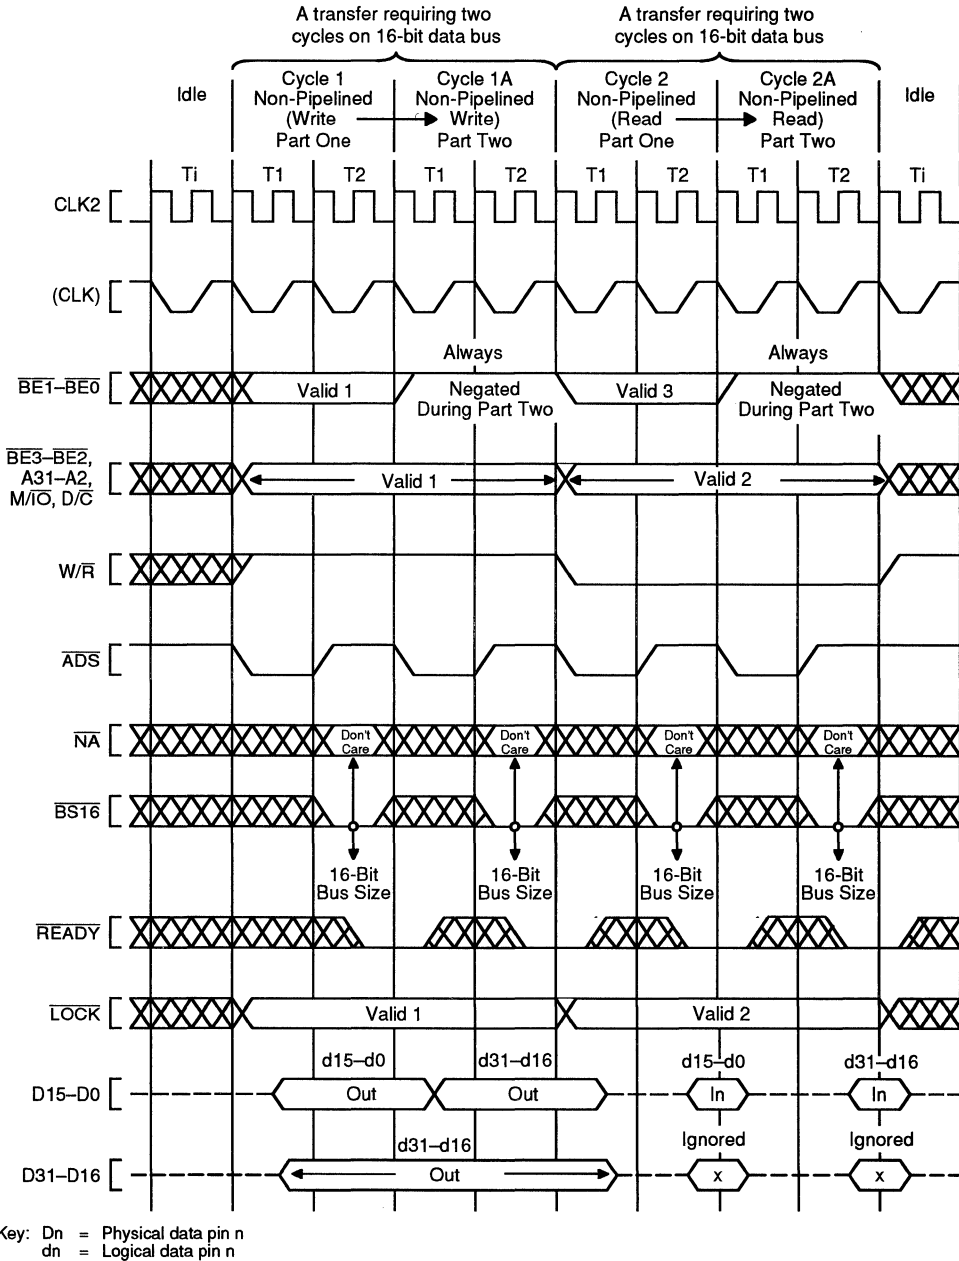 A transfer requiring two
cycles on 16-bit data bus
A transfer requiring two
cycles on 16-bit data bus
Idle
Cycle 1
Non-Pipelined
(Write
Part One
Cycle 1A
Non-Pipelined
Write)
Part Two
Cycle 2
Non-Pipelined
(Read
Part One
Cycle 2A
Non-Pipelined
Read)
Part Two
Idle
Ti T1 T2 T1 T2 T1 T2 T1 T2 Ti
CLK2
(CLK)
Always
Always
BE1–BE0
Valid 1
Negated
During Part Two
Valid 3
Negated
During Part Two
BE3–BE2,
A31–A2,
M/IO, D/C
Valid 1
Valid 2
W/R
ADS
NA
Don't
Care
Don't
Care
Don't
Care
Don't
Care
BS16
16-Bit
Bus Size
16-Bit
Bus Size
16-Bit
Bus Size
16-Bit
Bus Size
READY
LOCK
Valid 1
Valid 2
d15–d0
d31–d16
d15–d0
d31–d16
D15–D0
Out
Out
In
In
d31–d16
Ignored
Ignored
D31–D16
Out
x
x
Key: Dn = Physical data pin n
dn = Logical data pin n